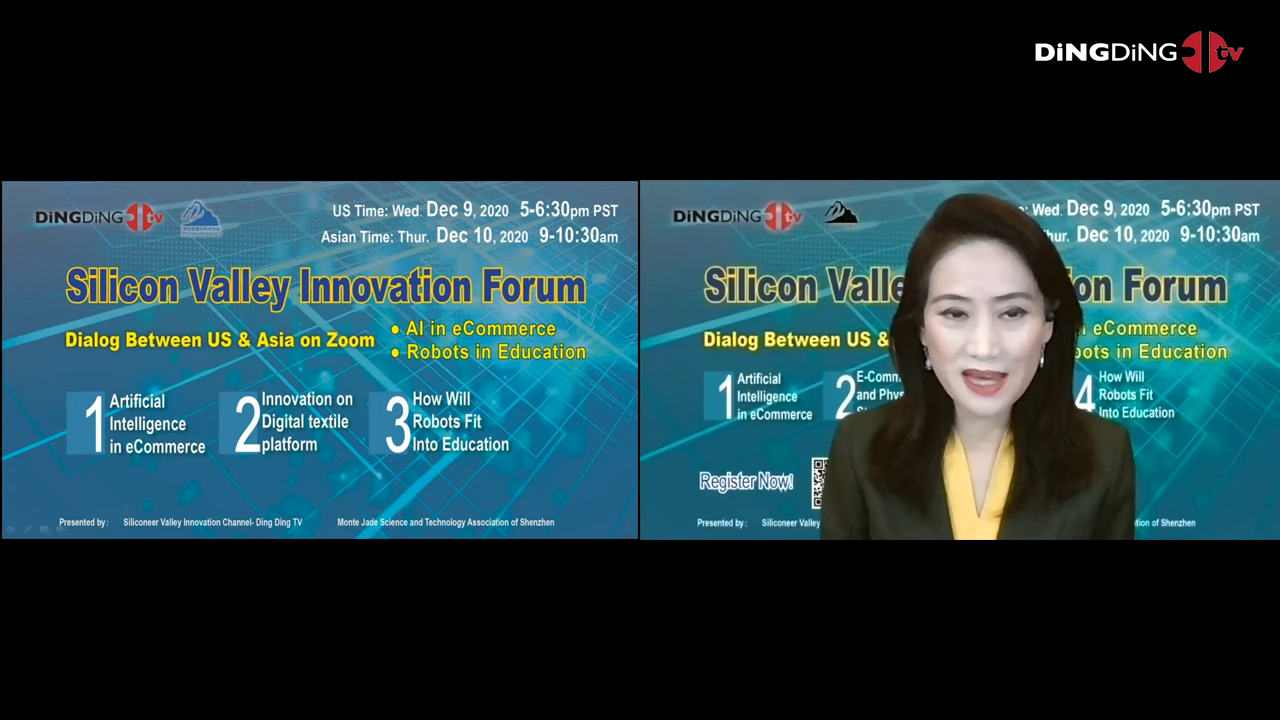 DiNGDiNG tv
DiNGDiNG tv
US Time: Wed. Dec 9, 2020 5-6:30pm PST
Asian Time: Thur. Dec 10, 2020 9-10:30am
Silicon Valley Innovation Forum
Dialog Between US & Asia on Zoom
● AI in eCommerce
● Robots in Education
1 Artificial
Intelligence
in eCommerce
2 Innovation on
Digital textile
platform
3 How Will
Robots Fit
Into Education
Presented by : Siliconeer Valley Innovation Channel- Ding Ding TV Monte Jade Science and Technology Association of Shenzhen
DiNGDiNG tv
Wed. Dec 9, 2020 5-6:30pm PST
Dec 10, 2020 9-10:30am
Silicon Forum
Dialog Between US &
eCommerce
in Education
1 Artificial
Intelligence
in eCommerce
2
and
4 How Will
Robots Fit
Into Education
Register Now!
Presented by : Siliconeer Valley of Shenzhen